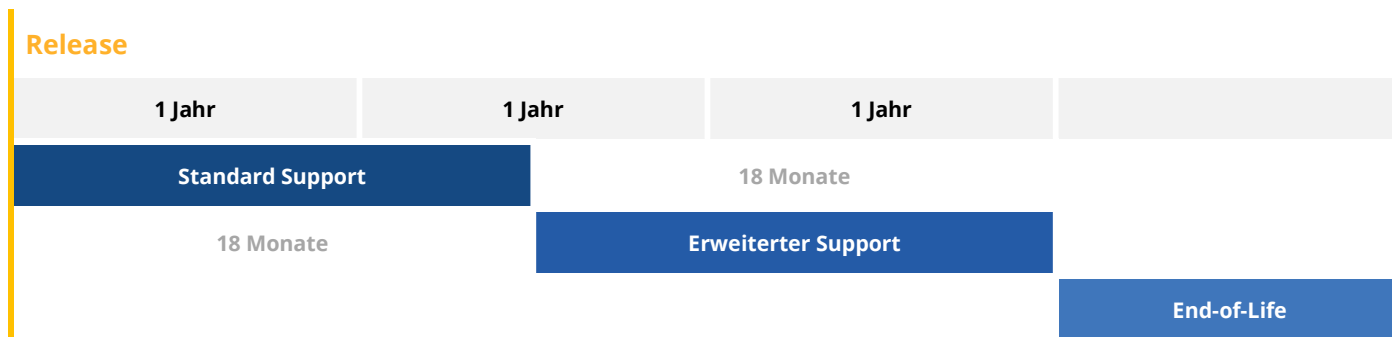 Release
1 Jahr 1 Jahr 1 Jahr
Standard Support 18 Monate
18 Monate Erweiterter Support
End-of-Life